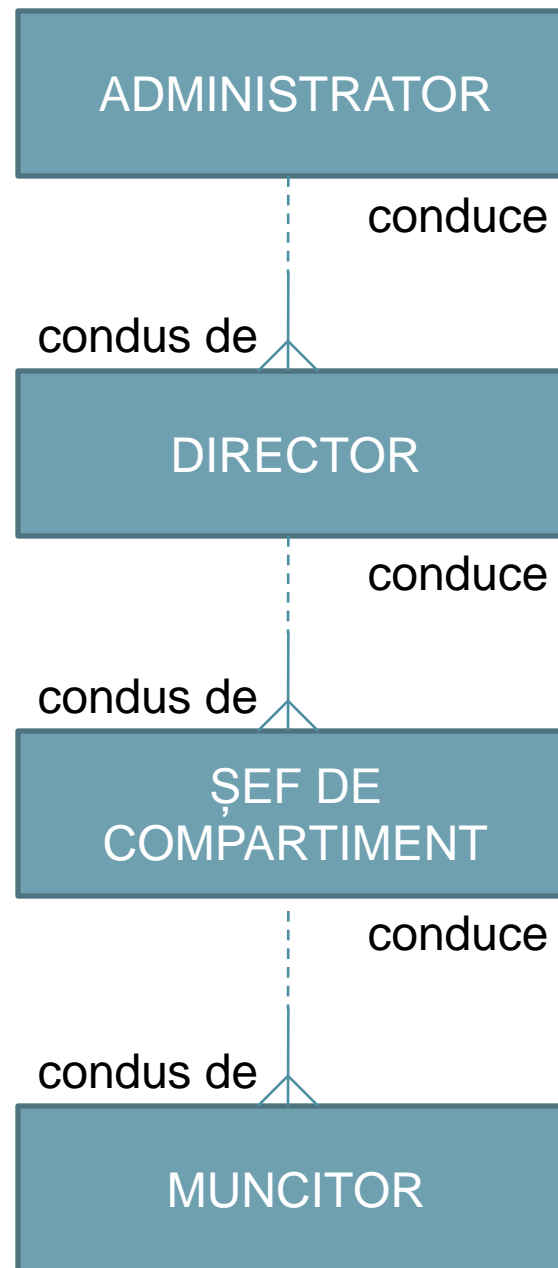 ADMINISTRATOR
conduce
condus de
DIRECTOR
conduce
condus de
ȘEF DE
COMPARTIMENT
conduce
condus de
MUNCITOR